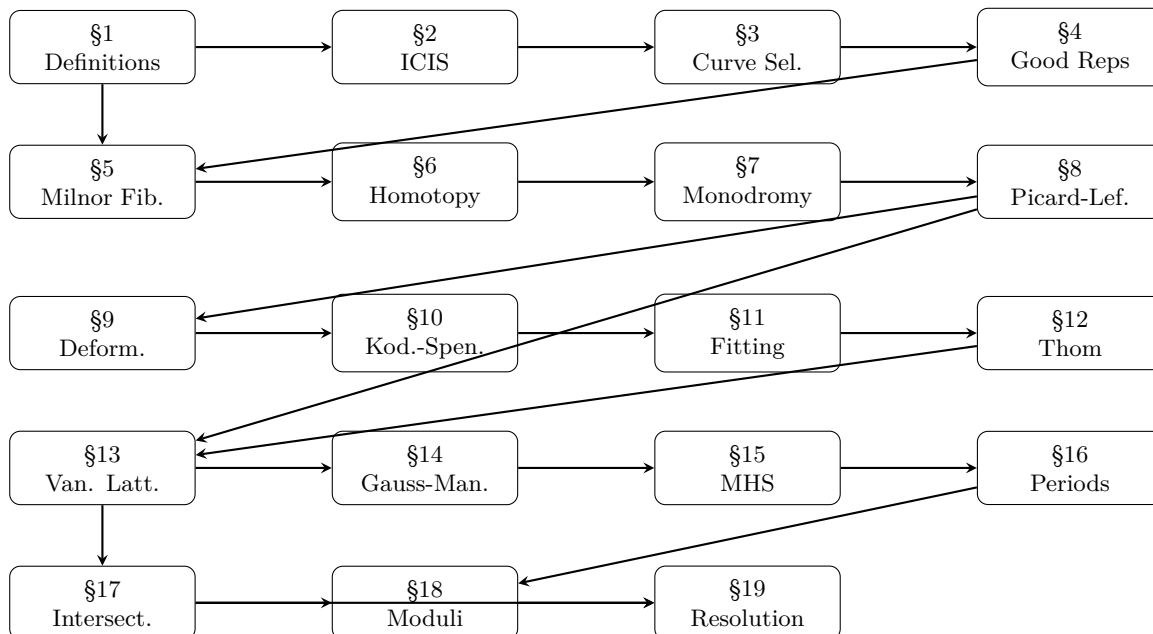 §1
Definitions
§2
ICIS
§3
Curve Sel.
§4
Good Reps
§5
Milnor Fib.
§6
Homotopy
§7
Monodromy
§8
Picard-Lef.
§9
Deform.
§10
Kod.-Spen.
§11
Fitting
§12
Thom
§13
Van. Latt.
§14
Gauss-Man.
§15
MHS
§16
Periods
§17
Intersect.
§18
Moduli
§19
Resolution